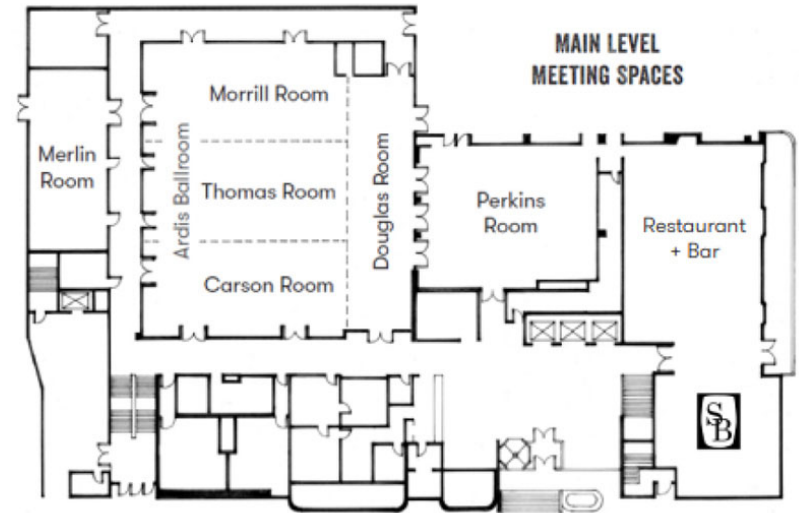 MAIN LEVEL
MEETING SPACES
Morrill Room
Merlin
Room
Ardis Ballroom
Thomas Room
Douglas Room
Perkins
Room
Restaurant
+ Bar
Carson Room
SB